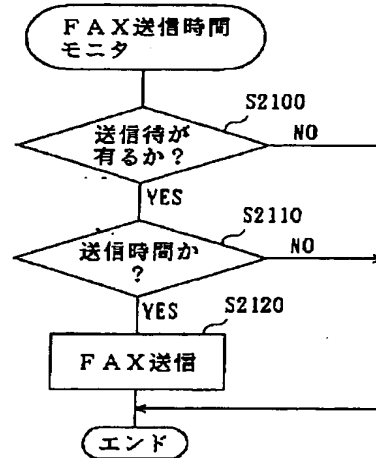 FAX送信時間
モニタ
S2100
送信待が
有るか？
NO
YES
S2110
送信時間か
？
NO
YES
S2120
FAX送信
エンド